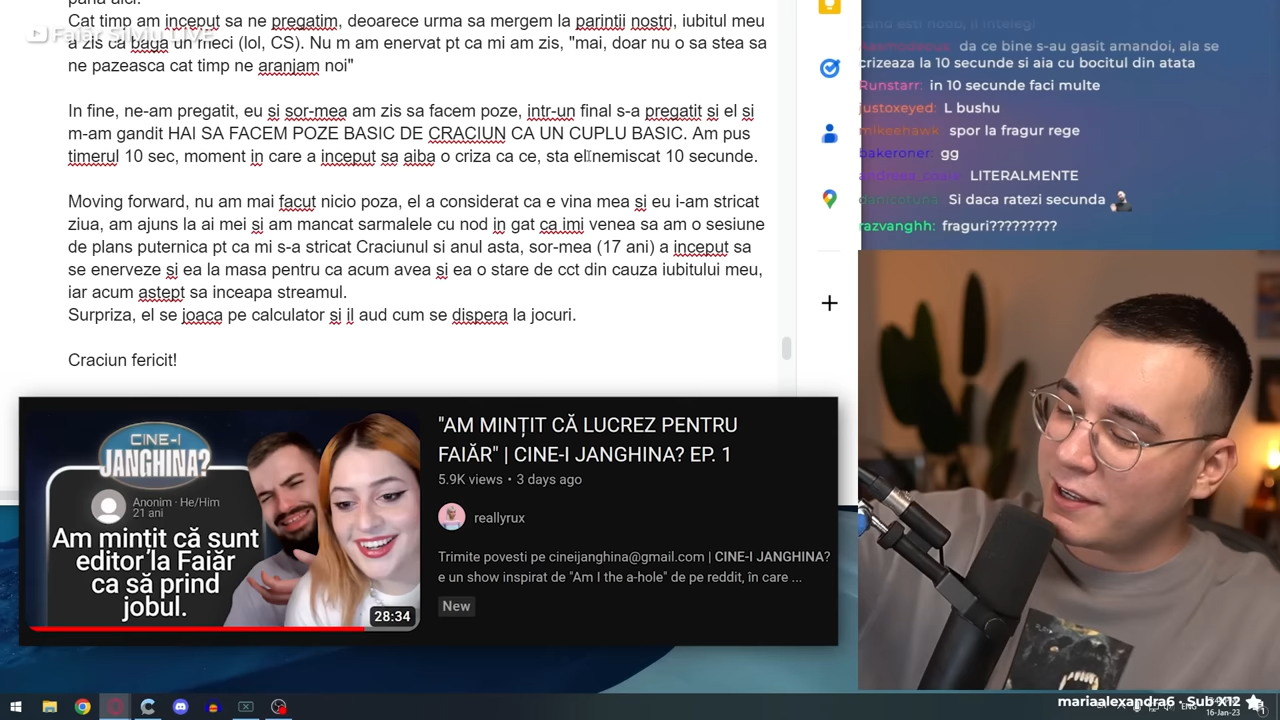 Cat timp am inceput sa ne pregatim, deoarece urma sa mergem la parintii nostri, iubitul meu
a zis ca baga un meci (lol, CS). Nu m am enervat pt ca mi am zis, "mai, doar nu o sa stea sa
ne pazeasca cat timp ne aranjam noi"
Faiăr Silviu LIVE
In fine, ne-am pregatit, eu si sor-mea am zis sa facem poze, intr-un final s-a pregatit si el si
m-am gandit HAI SA FACEM POZE BASIC DE CRACIUN CA UN CUPLU BASIC. Am pus
timerul 10 sec, moment in care a inceput sa aiba o criza ca ce, sta el nemiscat 10 secunde.
Moving forward, nu am mai facut nicio poza, el a considerat ca e vina mea si eu i-am stricat
ziua, am ajuns la ai mei si am mancat sarmalele cu nod in gat ca imi venea sa am o sesiune
de plans puternica pt ca mi s-a stricat Craciunul si anul asta, sor-mea (17 ani) a inceput sa
se enerveze si ea la masa pentru ca acum avea si ea o stare de cct din cauza iubitului meu,
iar acum astept sa inceapa streamul.
Surpriza, el se joaca pe calculator si il aud cum se dispera la jocuri.
Craciun fericit!
da ce bine s-au gasit amandoi, ala se
crizeaza la 10 secunde si aia cu bocitul din atata
Runstarr: in 10 secunde faci multe
justoxeyed: L bushu
mikeehawk: spor la fragur rege
bakeroner: gg
LITERALMENTE
Si daca ratezi secunda
razvanghh: fraguri?????????
CINE-I
JANGHINA?
Anonim · He/Him
21 ani
Am mințit că sunt
editor la Faiăr
ca să prind
jobul.
28:34
"AM MINȚIT CĂ LUCREZ PENTRU
FAIĂR" | CINE-I JANGHINA? EP. 1
5.9K views • 3 days ago
reallyrux
Trimite povesti pe cineijanghina@gmail.com | CINE-I JANGHINA?
e un show inspirat de "Am I the a-hole" de pe reddit, în care ...
New
mariaalexandra6 • Sub X12
ENG
16-Jan-23